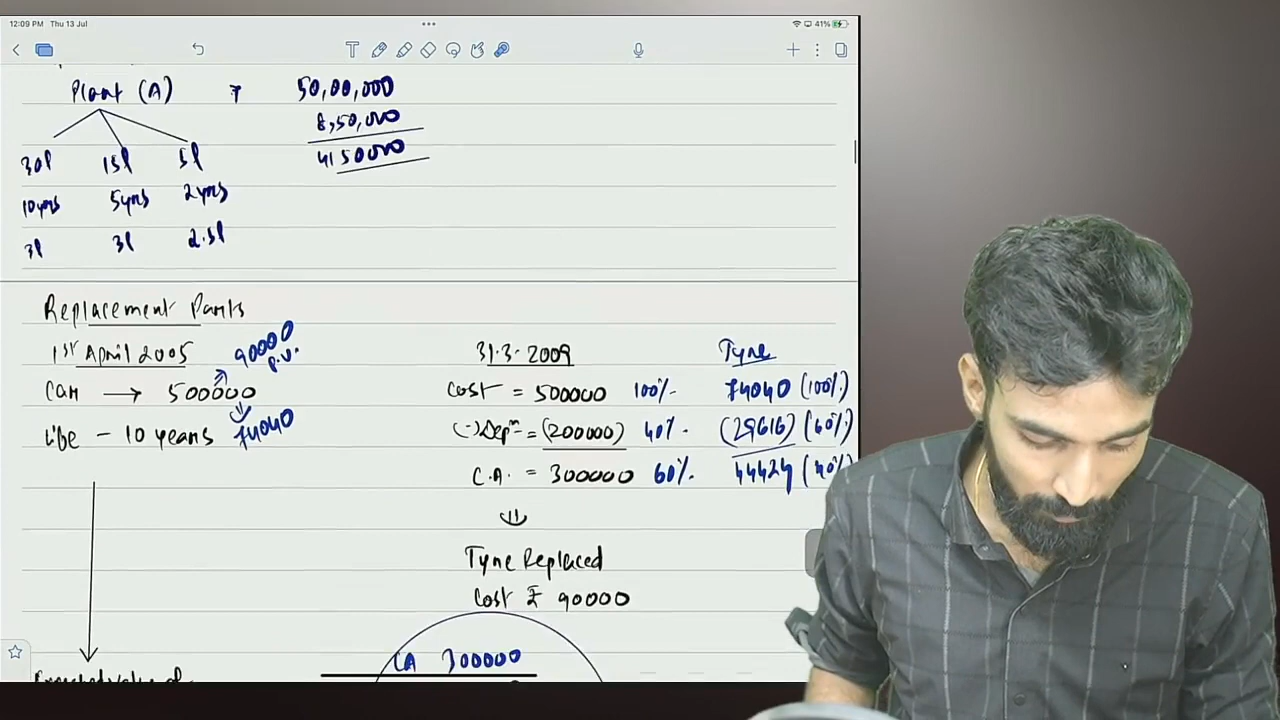 12:09 PM Thu 13 Jul
41%
Plant (A) ₹ 50,00,000
8,50,000
4150000
30l 15l 5l
10yrs 5yrs 2yrs
3l 3l 2.5l
Replacement Parts
1st April 2005
90000
P.V.
Car → 500000
74040
Life - 10 years
31.3.2009
Cost = 500000 100%
(-) Depn = (200000) 40%
C.A. = 300000 60%
Tyre
74040 (100%)
(29616) (40%)
44424 (40%)
Tyre Replaced
Cost ₹ 90000
CA 300000